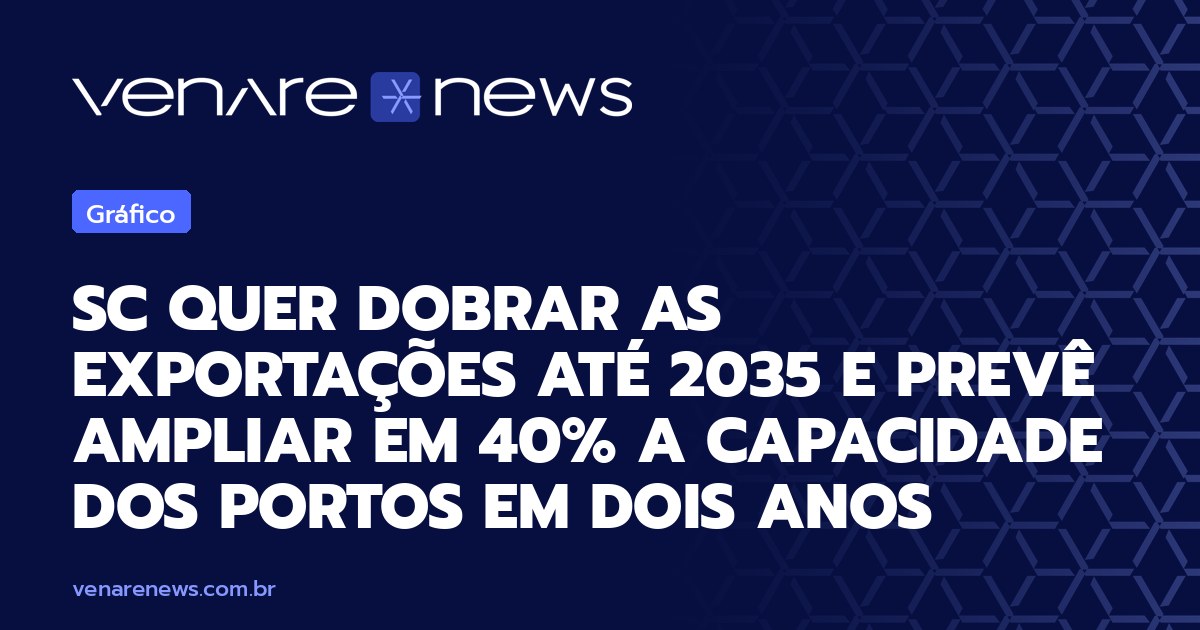 venare news
Gráfico
SC QUER DOBRAR AS
EXPORTAÇÕES ATÉ 2035 E PREVÊ
AMPLIAR EM 40% A CAPACIDADE
DOS PORTOS EM DOIS ANOS
venarenews.com.br